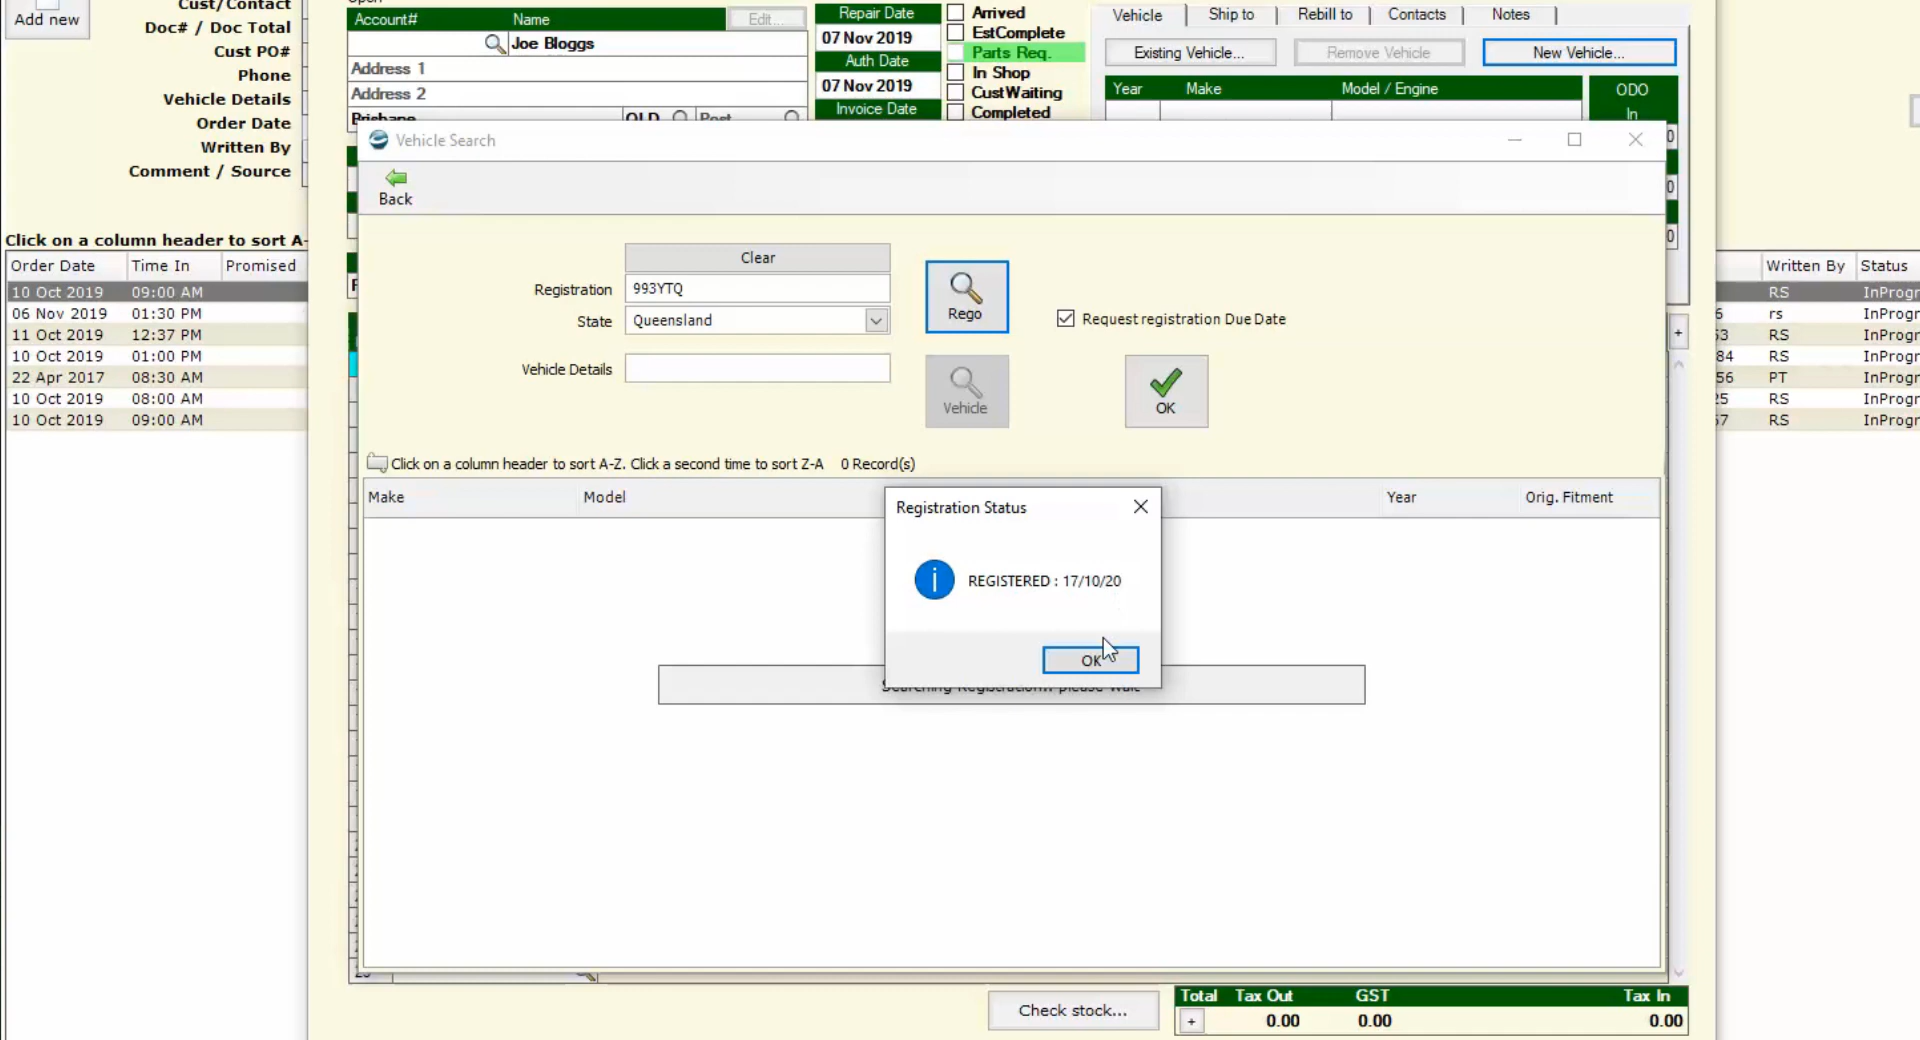 Add new
Cust/Contact
Doc# / Doc Total
Cust PO#
Phone
Vehicle Details
Order Date
Written By
Comment / Source
Account# Name Edit...
Joe Bloggs
Address 1
Address 2
Brisbane QLD Post
Repair Date
07 Nov 2019
Auth Date
07 Nov 2019
Invoice Date
Arrived
EstComplete
Parts Req.
In Shop
CustWaiting
Completed
Vehicle Ship to Rebill to Contacts Notes
Existing Vehicle... Remove Vehicle New Vehicle...
Year Make Model / Engine ODO
In
Vehicle Search
Back
Clear
Registration 993YTQ
State Queensland
Rego
Request registration Due Date
Vehicle Details
Vehicle
OK
Click on a column header to sort A-Z. Click a second time to sort Z-A 0 Record(s)
Make Model Year Orig. Fitment
Registration Status
REGISTERED : 17/10/20
OK
Searching Registration.. please Wait
Click on a column header to sort A-
Order Date Time In Promised Written By Status
10 Oct 2019 09:00 AM RS InProgr
06 Nov 2019 01:30 PM 6 rs InProgr
11 Oct 2019 12:37 PM 53 RS InProgr
10 Oct 2019 01:00 PM 84 RS InProgr
22 Apr 2017 08:30 AM 56 PT InProgr
10 Oct 2019 08:00 AM 25 RS InProgr
10 Oct 2019 09:00 AM 57 RS InProgr
Check stock...
Total Tax Out GST Tax In
+ 0.00 0.00 0.00